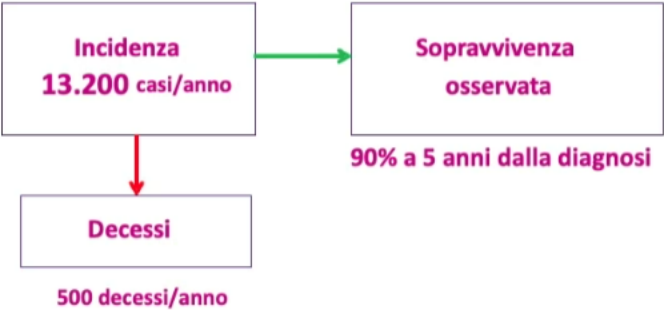 Incidenza
13.200 casi/anno
Sopravvivenza
osservata
90% a 5 anni dalla diagnosi
Decessi
500 decessi/anno